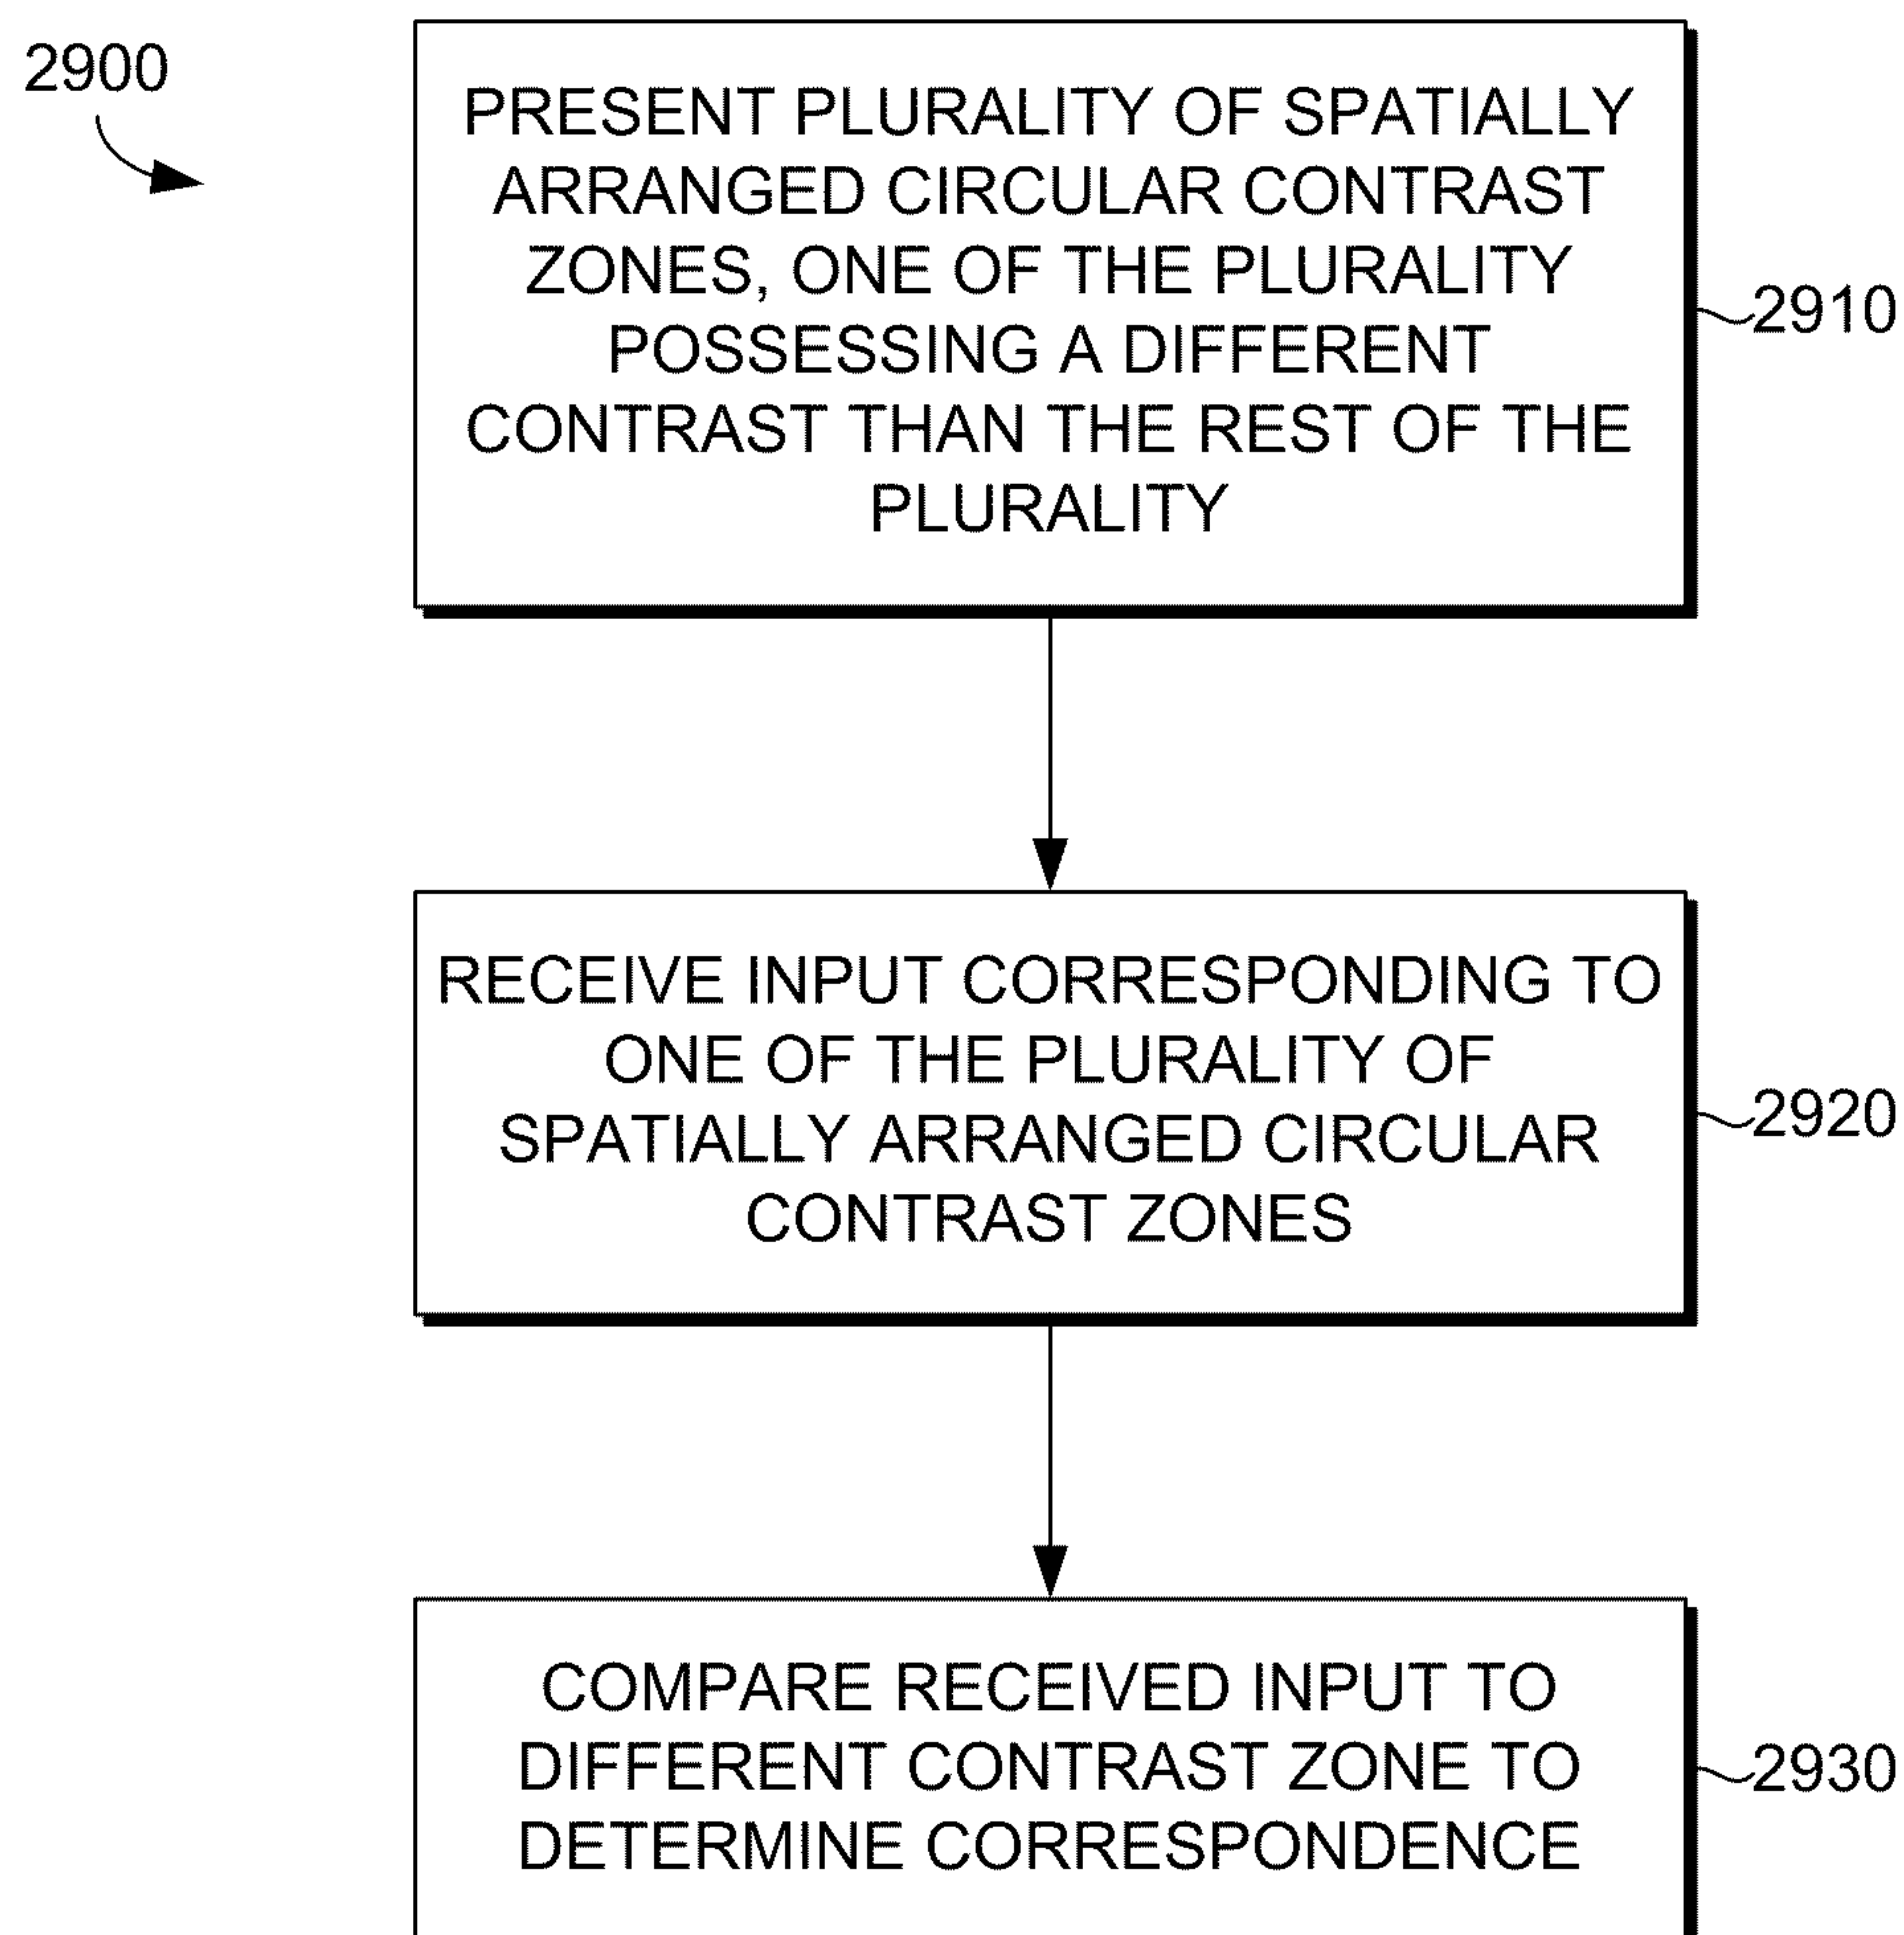 2900
PRESENT PLURALITY OF SPATIALLY
ARRANGED CIRCULAR CONTRAST
ZONES, ONE OF THE PLURALITY
POSSESSING A DIFFERENT
CONTRAST THAN THE REST OF THE
PLURALITY
2910
RECEIVE INPUT CORRESPONDING TO
ONE OF THE PLURALITY OF
SPATIALLY ARRANGED CIRCULAR
CONTRAST ZONES
2920
COMPARE RECEIVED INPUT TO
DIFFERENT CONTRAST ZONE TO
DETERMINE CORRESPONDENCE
2930